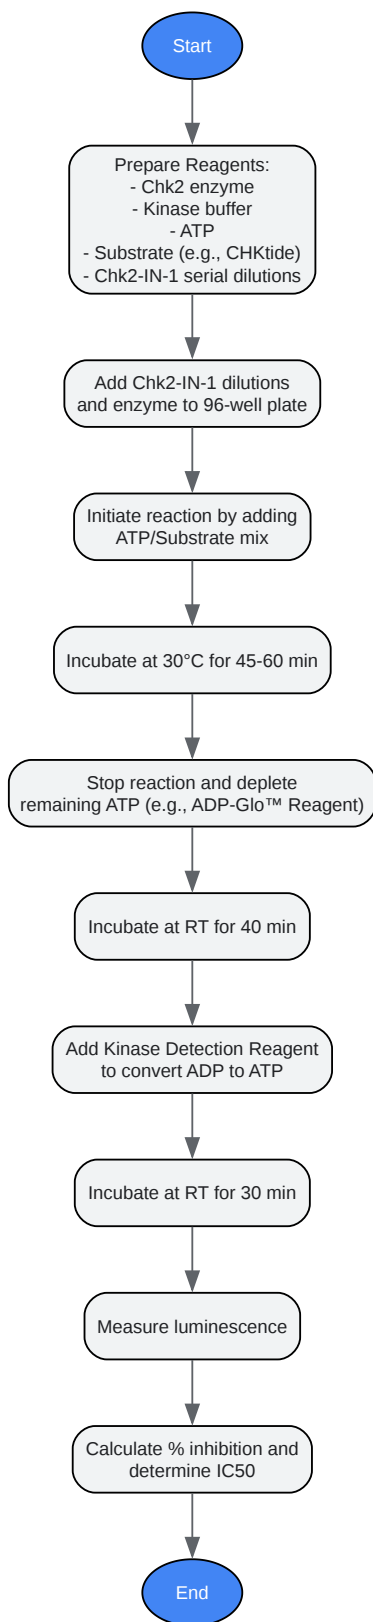 Start
Prepare Reagents:
- Chk2 enzyme
- Kinase buffer
- ATP
- Substrate (e.g., CHKtide)
- Chk2-IN-1 serial dilutions
Add Chk2-IN-1 dilutions
and enzyme to 96-well plate
Initiate reaction by adding
ATP/Substrate mix
Incubate at 30°C for 45-60 min
Stop reaction and deplete
remaining ATP (e.g., ADP-Glo™ Reagent)
Incubate at RT for 40 min
Add Kinase Detection Reagent
to convert ADP to ATP
Incubate at RT for 30 min
Measure luminescence
Calculate % inhibition and
determine IC50
End